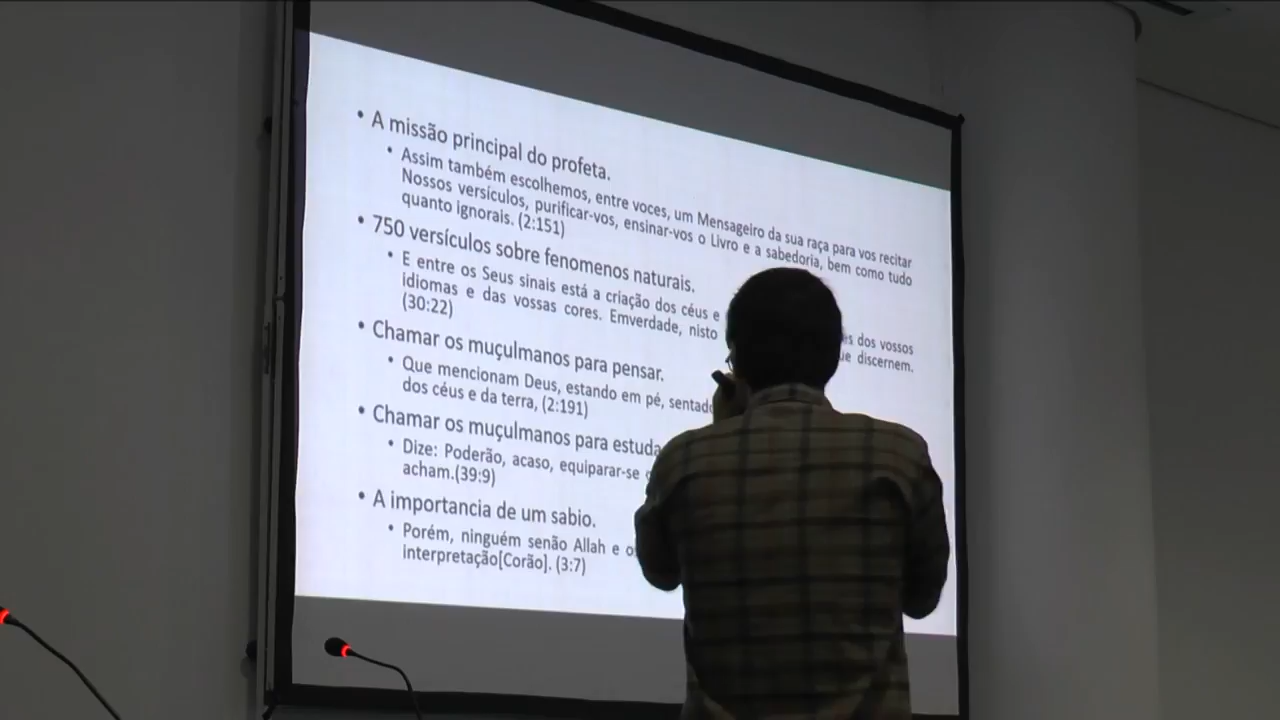 • A missão principal do profeta.
• Assim também escolhemos, entre voces, um Mensageiro da sua raça para vos recitar
Nossos versículos, purificar-vos, ensinar-vos o Livro e a sabedoria, bem como tudo
quanto ignorais. (2:151)
• 750 versículos sobre fenomenos naturais.
• E entre os Seus sinais está a criação dos céus e dos vossos
idiomas e das vossas cores. Emverdade, nisto discernem.
(30:22)
• Chamar os muçulmanos para pensar.
• Que mencionam Deus, estando em pé,
dos céus e da terra, (2:191)
• Chamar os muçulmanos para
• Dize: Poderão, acaso, equiparar-se
acham.(39:9)
• A importancia de um sabio.
• Porém, ninguém senão Allah e
interpretação[Corão]. (3:7)